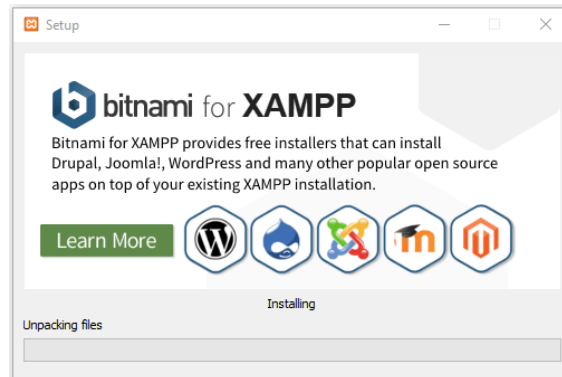 Setup
bitnami for XAMPP
Bitnami for XAMPP provides free installers that can install
Drupal, Joomla!, WordPress and many other popular open source
apps on top of your existing XAMPP installation.
Learn More
Installing
Unpacking files